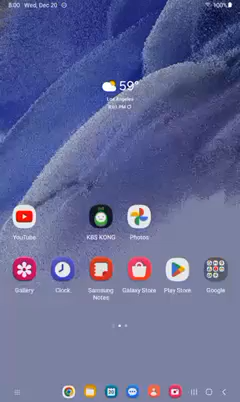 8:00 Wed, Dec 20
100%
59°
Los Angeles
YouTube
KBS KONG
Photos
Gallery
Clock
Samsung Notes
Galaxy Store
Play Store
Google